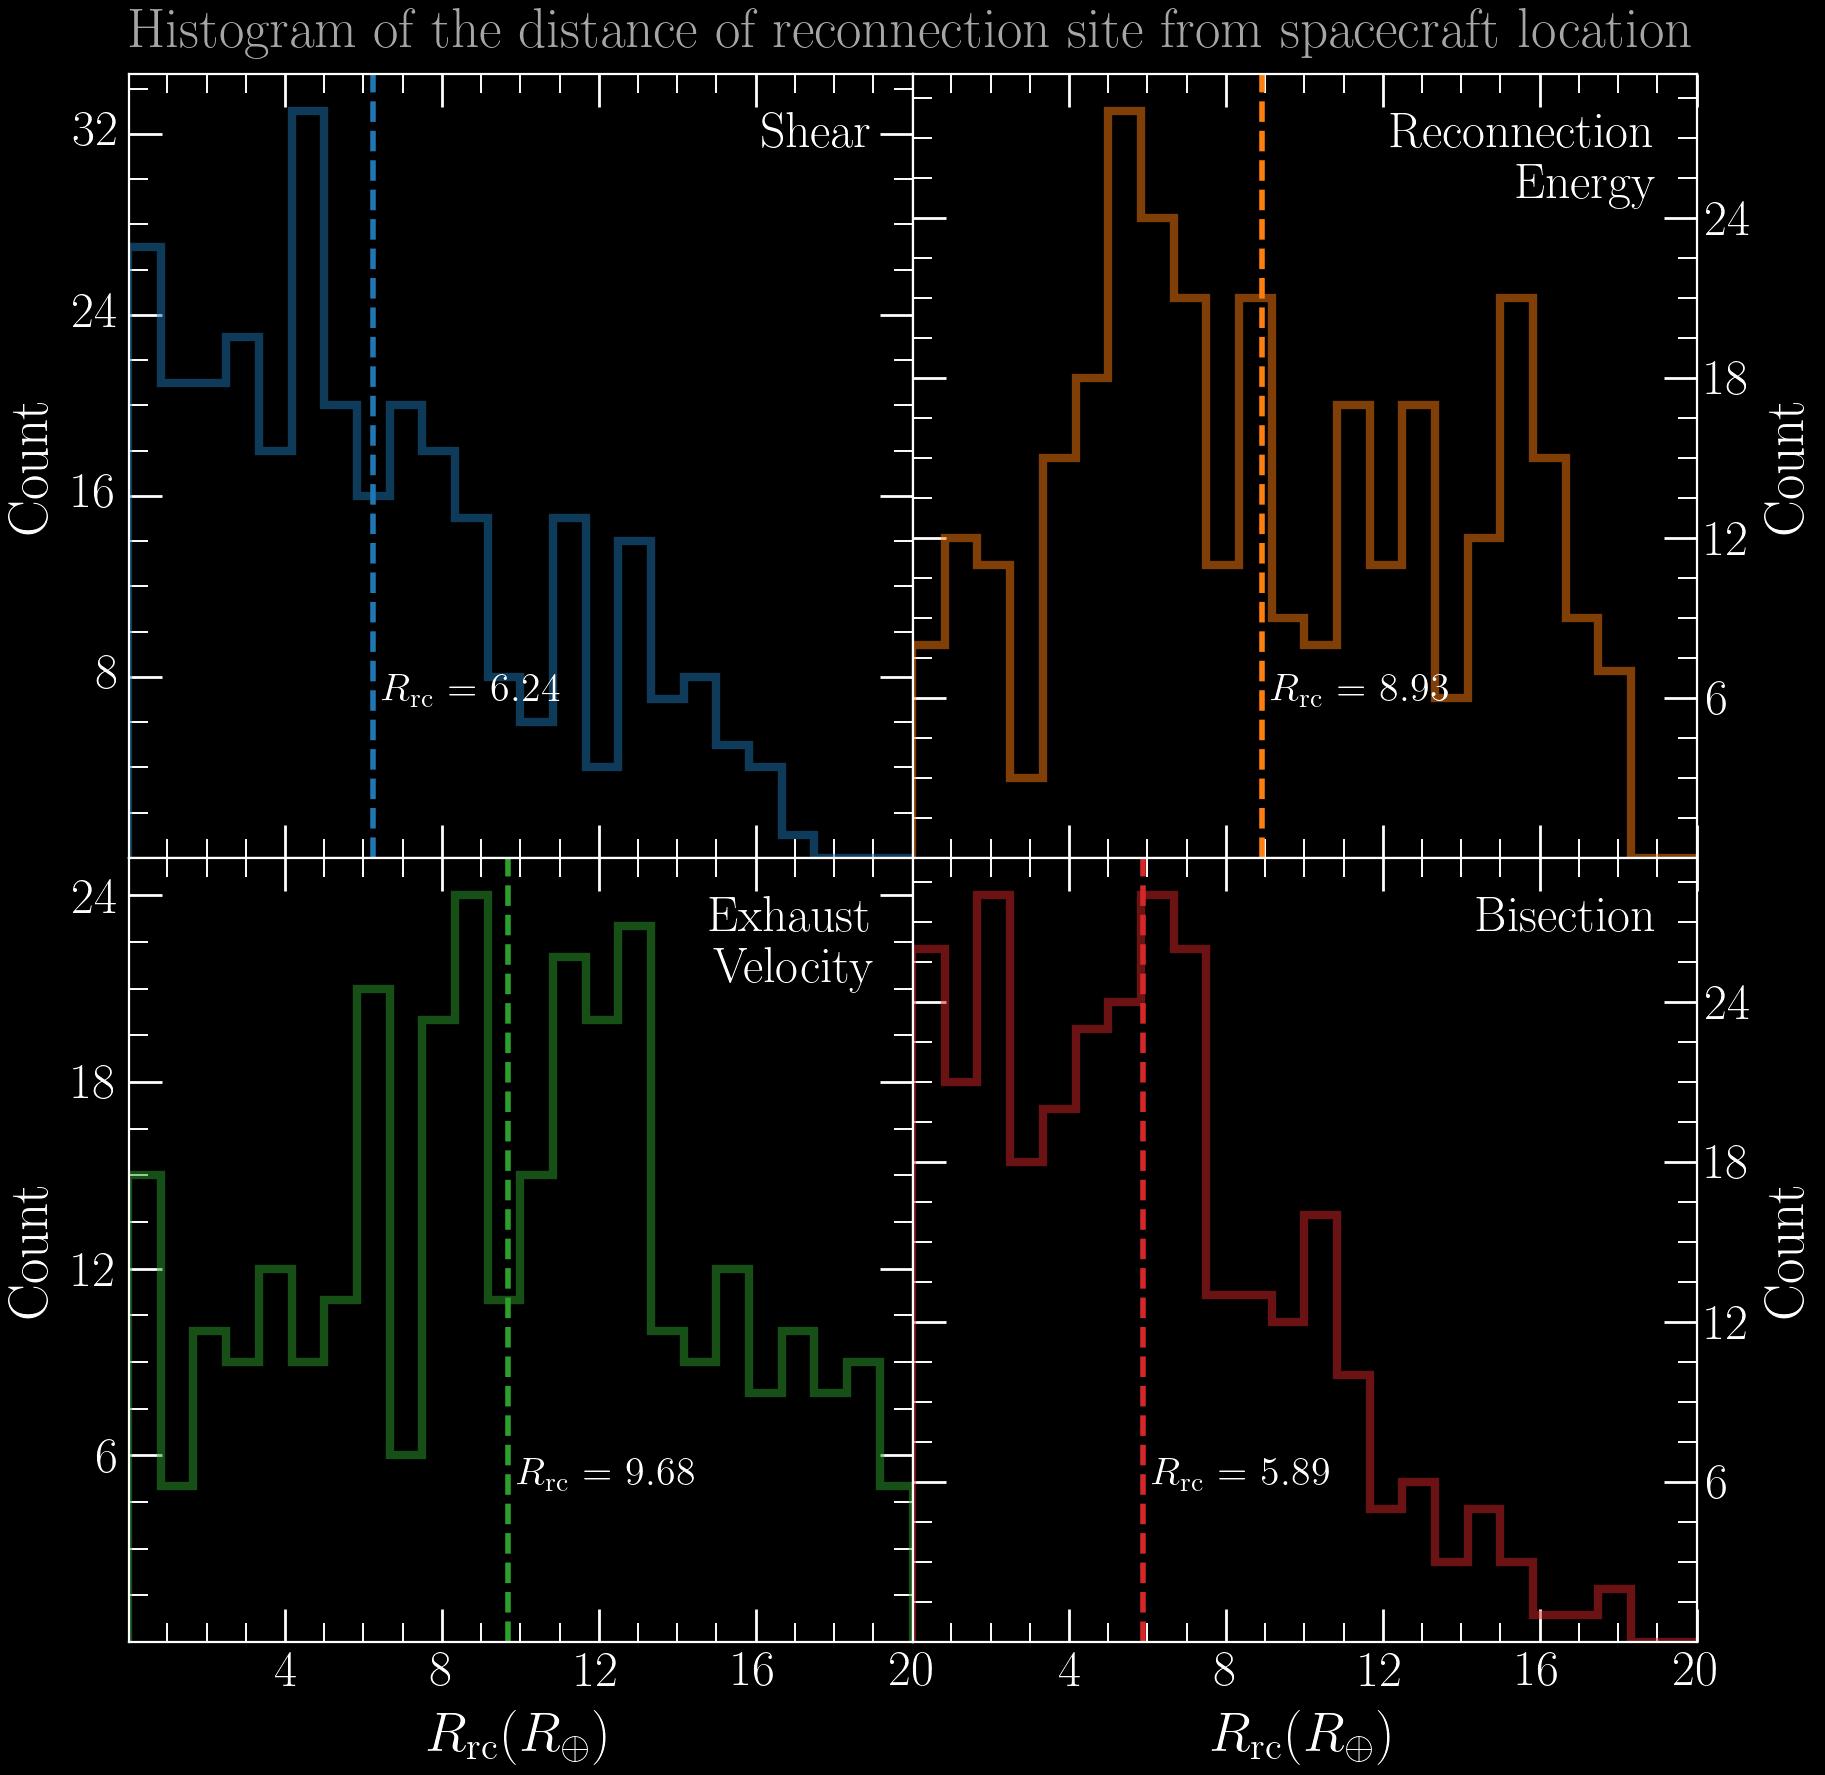 Histogram of the distance of reconnection site from spacecraft location
Shear
32
24
16
8
Count
R_rc = 6.24
Reconnection
Energy
24
18
12
6
Count
R_rc = 8.93
Exhaust
Velocity
24
18
12
6
Count
R_rc = 9.68
4 8 12 16 20
R_rc(R_⊕)
Bisection
24
18
12
6
Count
R_rc = 5.89
4 8 12 16 20
R_rc(R_⊕)